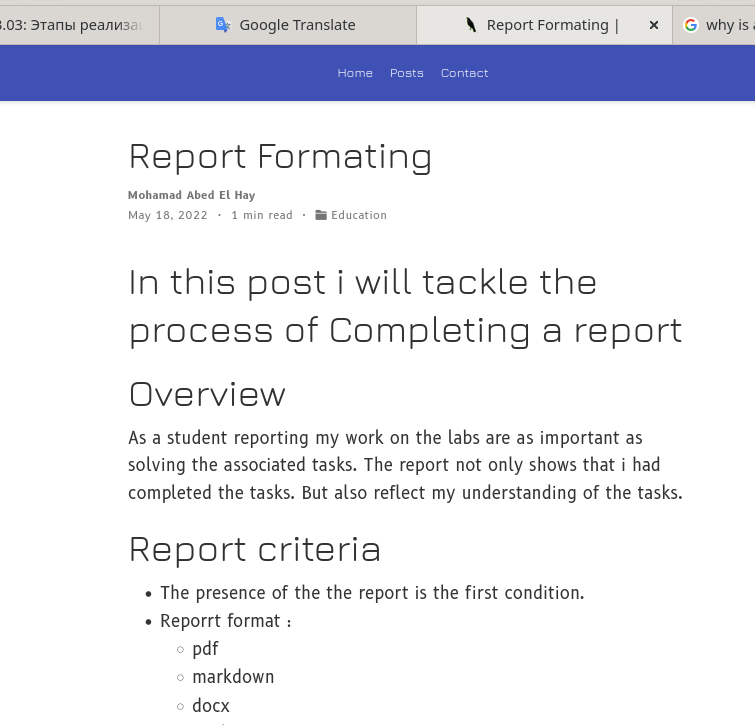 3.03: Этапы реализа
Google Translate
Report Formating |
why is
Home Posts Contact
Report Formating
Mohamad Abed El Hay
May 18, 2022 · 1 min read · Education
In this post i will tackle the
process of Completing a report
Overview
As a student reporting my work on the labs are as important as
solving the associated tasks. The report not only shows that i had
completed the tasks. But also reflect my understanding of the tasks.
Report criteria
• The presence of the the report is the first condition.
• Reporrt format :
○ pdf
○ markdown
○ docx